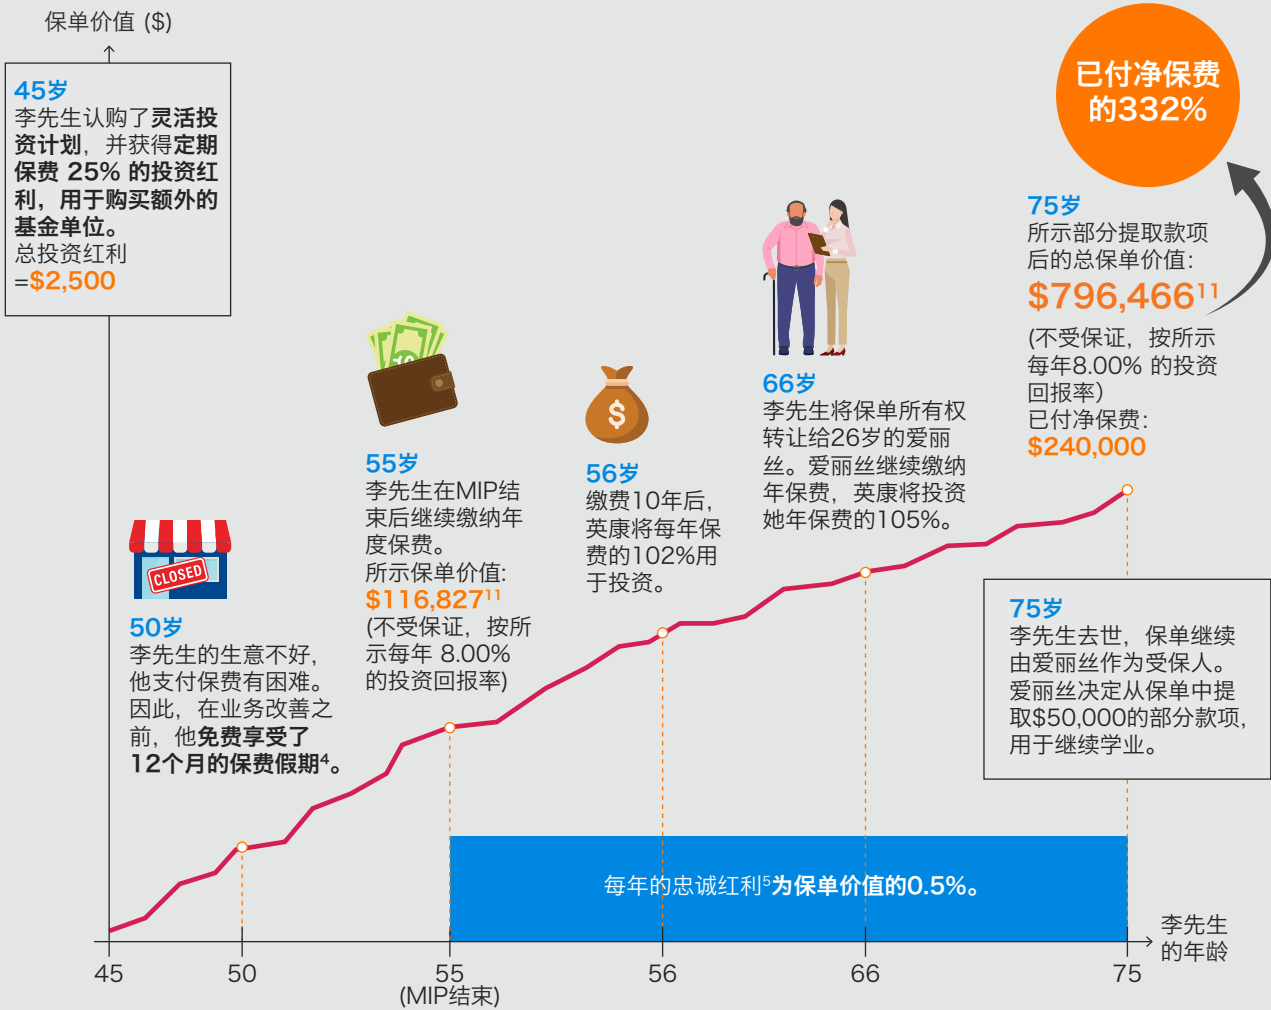 保单价值 ($)
45岁
李先生认购了灵活投
资计划，并获得定期
保费 25% 的投资红
利，用于购买额外的
基金单位。
总投资红利
=$2,500
CLOSED
50岁
李先生的生意不好，
他支付保费有困难。
因此，在业务改善之
前，他免费享受了
12个月的保费假期4。
10
55岁
李先生在MIP结
束后继续缴纳年
度保费。
所示保单价值：
$116,827¹¹
(不受保证，按所
示每年 8.00%
的投资回报率)
$
56岁
缴费10年后，
英康将每年保
费的102%用
于投资。
66岁
李先生将保单所有权
转让给26岁的爱丽
丝。爱丽丝继续缴纳
年保费，英康将投资
她年保费的105%。
已付净保费
的332%
75岁
所示部分提取款项
后的总保单价值：
$796,466¹¹
(不受保证，按所示
每年8.00% 的投资
回报率）
已付净保费：
$240,000
75岁
李先生去世，保单继续
由爱丽丝作为受保人。
爱丽丝决定从保单中提
取$50,000的部分款项，
用于继续学业。
每年的忠诚红利⁵为保单价值的0.5%。
45
50
55
(MIP结束)
56
66
75
李先生
的年龄